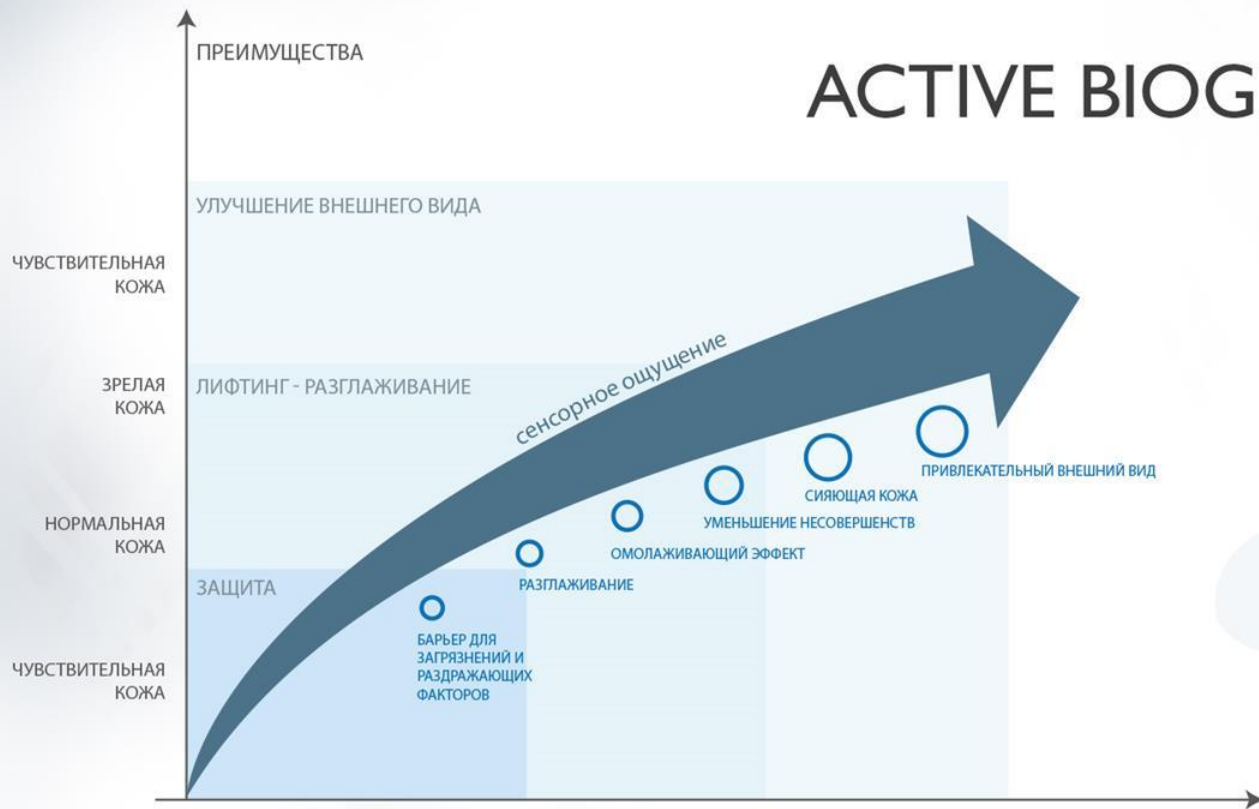 ПРЕИМУЩЕСТВА
ACTIVE BIOG
УЛУЧШЕНИЕ ВНЕШНЕГО ВИДА
ЧУВСТВИТЕЛЬНАЯ
КОЖА
ЗРЕЛАЯ
КОЖА
ЛИФТИНГ - РАЗГЛАЖИВАНИЕ
сенсорное ощущение
ПРИВЛЕКАТЕЛЬНЫЙ ВНЕШНИЙ ВИД
СИЯЮЩАЯ КОЖА
УМЕНЬШЕНИЕ НЕСОВЕРШЕНСТВ
НОРМАЛЬНАЯ
КОЖА
ОМОЛАЖИВАЮЩИЙ ЭФФЕКТ
РАЗГЛАЖИВАНИЕ
ЗАЩИТА
БАРЬЕР ДЛЯ
ЗАГРЯЗНЕНИЙ И
РАЗДРАЖАЮЩИХ
ФАКТОРОВ
ЧУВСТВИТЕЛЬНАЯ
КОЖА